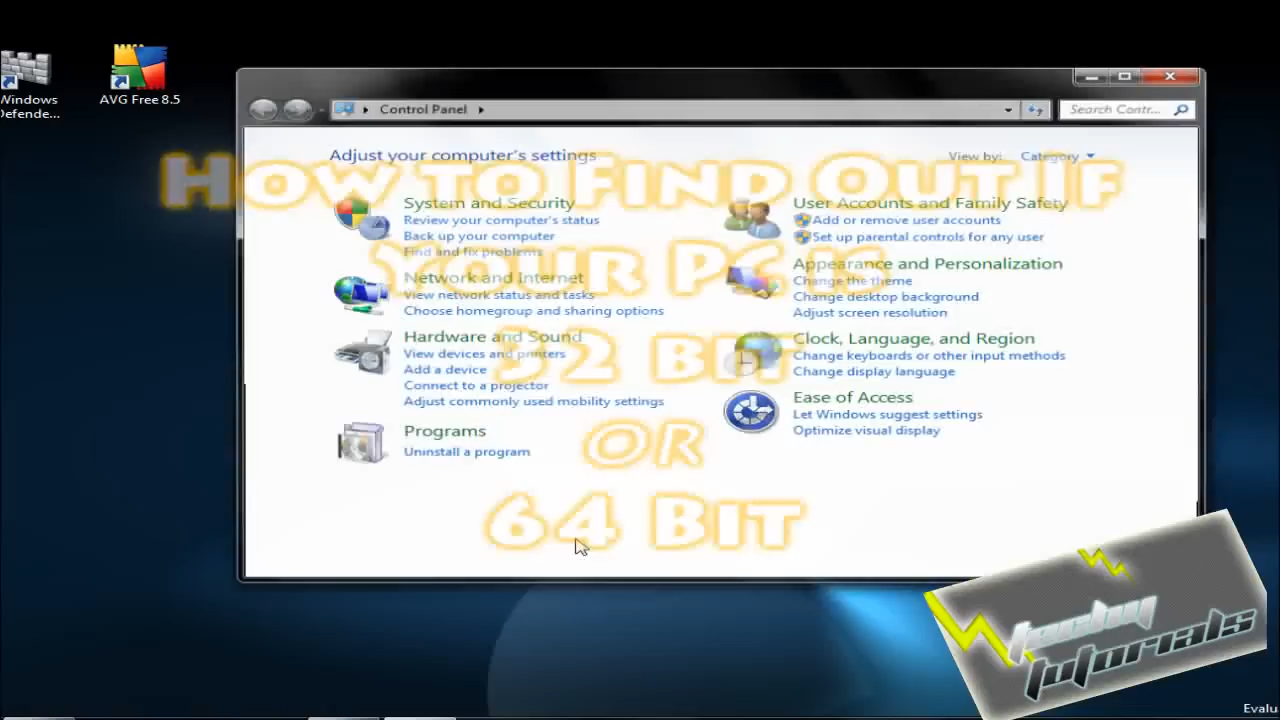 Windows
Defende...
AVG Free 8.5
Control Panel
Search Contr...
Adjust your computer's settings
View by: Category
How to Find Out If
Your PC is
32 bit
or
64 Bit
System and Security
Review your computer's status
Back up your computer
Find and fix problems
Network and Internet
View network status and tasks
Choose homegroup and sharing options
Hardware and Sound
View devices and printers
Add a device
Connect to a projector
Adjust commonly used mobility settings
Programs
Uninstall a program
User Accounts and Family Safety
Add or remove user accounts
Set up parental controls for any user
Appearance and Personalization
Change the theme
Change desktop background
Adjust screen resolution
Clock, Language, and Region
Change keyboards or other input methods
Change display language
Ease of Access
Let Windows suggest settings
Optimize visual display
techy
tutorials
Evalu